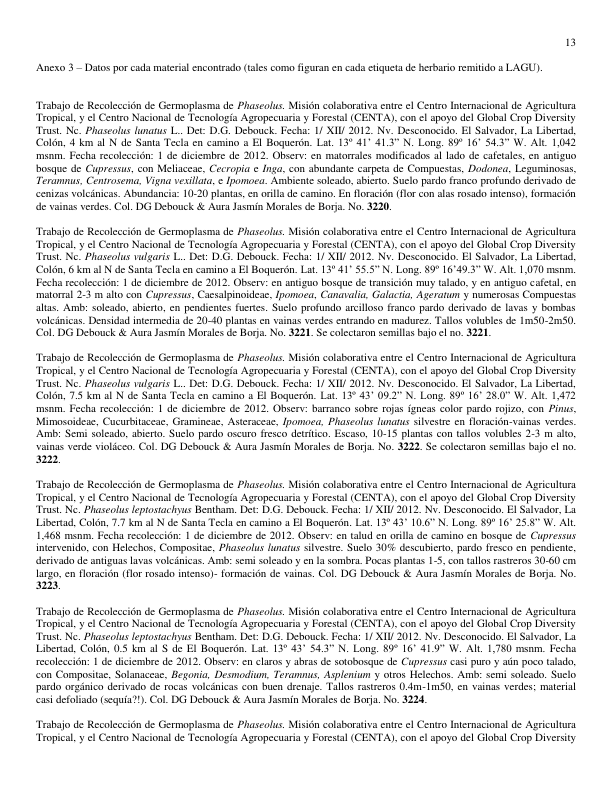 13
Anexo 3 – Datos por cada material encontrado (tales como figuran en cada etiqueta de herbario remitido a LAGU).
Trabajo de Recolección de Germoplasma de Phaseolus. Misión colaborativa entre el Centro Internacional de Agricultura
Tropical, y el Centro Nacional de Tecnología Agropecuaria y Forestal (CENTA), con el apoyo del Global Crop Diversity
Trust. Nc. Phaseolus lunatus L.. Det: D.G. Debouck. Fecha: 1/ XII/ 2012. Nv. Desconocido. El Salvador, La Libertad,
Colón, 4 km al N de Santa Tecla en camino a El Boquerón. Lat. 13º 41’ 41.3” N. Long. 89º 16’ 54.3” W. Alt. 1,042
msnm. Fecha recolección: 1 de diciembre de 2012. Observ: en matorrales modificados al lado de cafetales, en antiguo
bosque de Cupressus, con Meliaceae, Cecropia e Inga, con abundante carpeta de Compuestas, Dodonea, Leguminosas,
Teramnus, Centrosema, Vigna vexillata, e Ipomoea. Ambiente soleado, abierto. Suelo pardo franco profundo derivado de
cenizas volcánicas. Abundancia: 10-20 plantas, en orilla de camino. En floración (flor con alas rosado intenso), formación
de vainas verdes. Col. DG Debouck & Aura Jasmín Morales de Borja. No. 3220.
Trabajo de Recolección de Germoplasma de Phaseolus. Misión colaborativa entre el Centro Internacional de Agricultura
Tropical, y el Centro Nacional de Tecnología Agropecuaria y Forestal (CENTA), con el apoyo del Global Crop Diversity
Trust. Nc. Phaseolus vulgaris L.. Det: D.G. Debouck. Fecha: 1/ XII/ 2012. Nv. Desconocido. El Salvador, La Libertad,
Colón, 6 km al N de Santa Tecla en camino a El Boquerón. Lat. 13º 41’ 55.5” N. Long. 89º 16’49.3” W. Alt. 1,070 msnm.
Fecha recolección: 1 de diciembre de 2012. Observ: en antiguo bosque de transición muy talado, y en antiguo cafetal, en
matorral 2-3 m alto con Cupressus, Caesalpinoideae, Ipomoea, Canavalia, Galactia, Ageratum y numerosas Compuestas
altas. Amb: soleado, abierto, en pendientes fuertes. Suelo profundo arcilloso franco pardo derivado de lavas y bombas
volcánicas. Densidad intermedia de 20-40 plantas en vainas verdes entrando en madurez. Tallos volubles de 1m50-2m50.
Col. DG Debouck & Aura Jasmín Morales de Borja. No. 3221. Se colectaron semillas bajo el no. 3221.
Trabajo de Recolección de Germoplasma de Phaseolus. Misión colaborativa entre el Centro Internacional de Agricultura
Tropical, y el Centro Nacional de Tecnología Agropecuaria y Forestal (CENTA), con el apoyo del Global Crop Diversity
Trust. Nc. Phaseolus vulgaris L.. Det: D.G. Debouck. Fecha: 1/ XII/ 2012. Nv. Desconocido. El Salvador, La Libertad,
Colón, 7.5 km al N de Santa Tecla en camino a El Boquerón. Lat. 13º 43’ 09.2” N. Long. 89º 16’ 28.0” W. Alt. 1,472
msnm. Fecha recolección: 1 de diciembre de 2012. Observ: barranco sobre rojas ígneas color pardo rojizo, con Pinus,
Mimosoideae, Cucurbitaceae, Gramineae, Asteraceae, Ipomoea, Phaseolus lunatus silvestre en floración-vainas verdes.
Amb: Semi soleado, abierto. Suelo pardo oscuro fresco detrítico. Escaso, 10-15 plantas con tallos volubles 2-3 m alto,
vainas verde violáceo. Col. DG Debouck & Aura Jasmín Morales de Borja. No. 3222. Se colectaron semillas bajo el no.
3222.
Trabajo de Recolección de Germoplasma de Phaseolus. Misión colaborativa entre el Centro Internacional de Agricultura
Tropical, y el Centro Nacional de Tecnología Agropecuaria y Forestal (CENTA), con el apoyo del Global Crop Diversity
Trust. Nc. Phaseolus leptostachyus Bentham. Det: D.G. Debouck. Fecha: 1/ XII/ 2012. Nv. Desconocido. El Salvador, La
Libertad, Colón, 7.7 km al N de Santa Tecla en camino a El Boquerón. Lat. 13º 43’ 10.6” N. Long. 89º 16’ 25.8” W. Alt.
1,468 msnm. Fecha recolección: 1 de diciembre de 2012. Observ: en talud en orilla de camino en bosque de Cupressus
intervenido, con Helechos, Compositae, Phaseolus lunatus silvestre. Suelo 30% descubierto, pardo fresco en pendiente,
derivado de antiguas lavas volcánicas. Amb: semi soleado y en la sombra. Pocas plantas 1-5, con tallos rastreros 30-60 cm
largo, en floración (flor rosado intenso)- formación de vainas. Col. DG Debouck & Aura Jasmín Morales de Borja. No.
3223.
Trabajo de Recolección de Germoplasma de Phaseolus. Misión colaborativa entre el Centro Internacional de Agricultura
Tropical, y el Centro Nacional de Tecnología Agropecuaria y Forestal (CENTA), con el apoyo del Global Crop Diversity
Trust. Nc. Phaseolus leptostachyus Bentham. Det: D.G. Debouck. Fecha: 1/ XII/ 2012. Nv. Desconocido. El Salvador, La
Libertad, Colón, 0.5 km al S de El Boquerón. Lat. 13º 43’ 54.3” N. Long. 89º 16’ 41.9” W. Alt. 1,780 msnm. Fecha
recolección: 1 de diciembre de 2012. Observ: en claros y abras de sotobosque de Cupressus casi puro y aún poco talado,
con Compositae, Solanaceae, Begonia, Desmodium, Teramnus, Asplenium y otros Helechos. Amb: semi soleado. Suelo
pardo orgánico derivado de rocas volcánicas con buen drenaje. Tallos rastreros 0.4m-1m50, en vainas verdes; material
casi defoliado (sequía?!). Col. DG Debouck & Aura Jasmín Morales de Borja. No. 3224.
Trabajo de Recolección de Germoplasma de Phaseolus. Misión colaborativa entre el Centro Internacional de Agricultura
Tropical, y el Centro Nacional de Tecnología Agropecuaria y Forestal (CENTA), con el apoyo del Global Crop Diversity